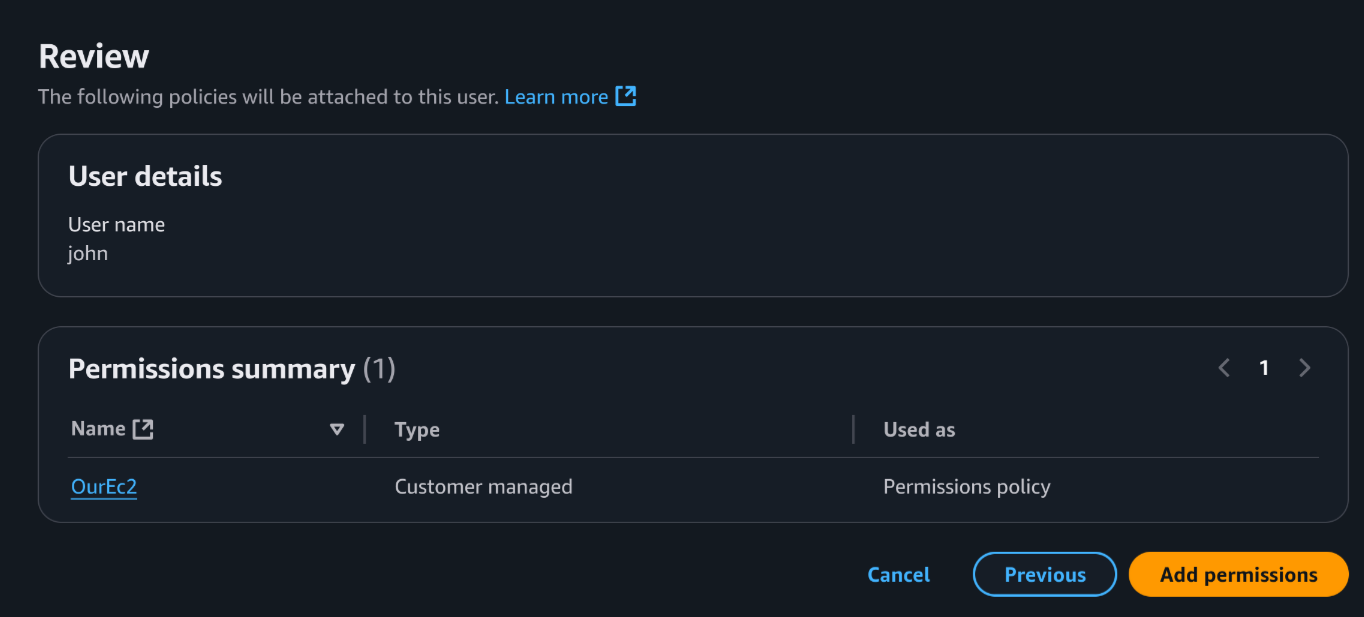 Review
The following policies will be attached to this user. Learn more
User details
User name
john
Permissions summary (1)
1
Name Type Used as
OurEc2 Customer managed Permissions policy
Cancel Previous Add permissions